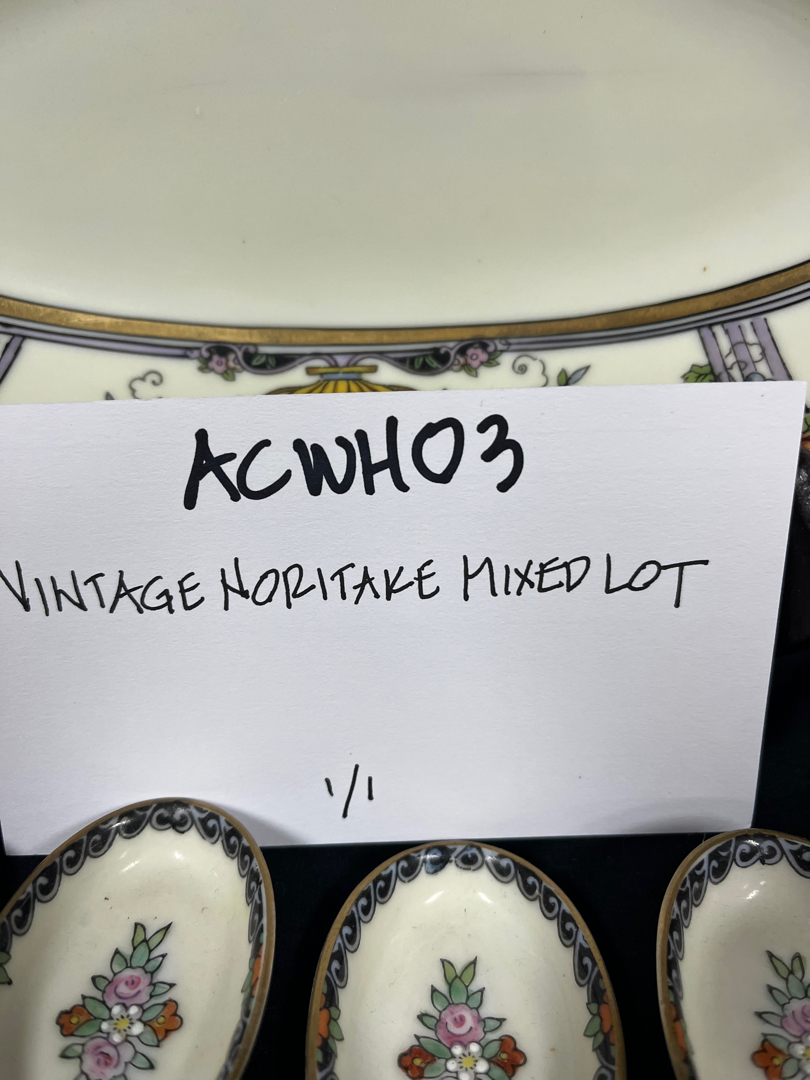 ACWH03
VINTAGE NORITAKE MIXED LOT
1/1